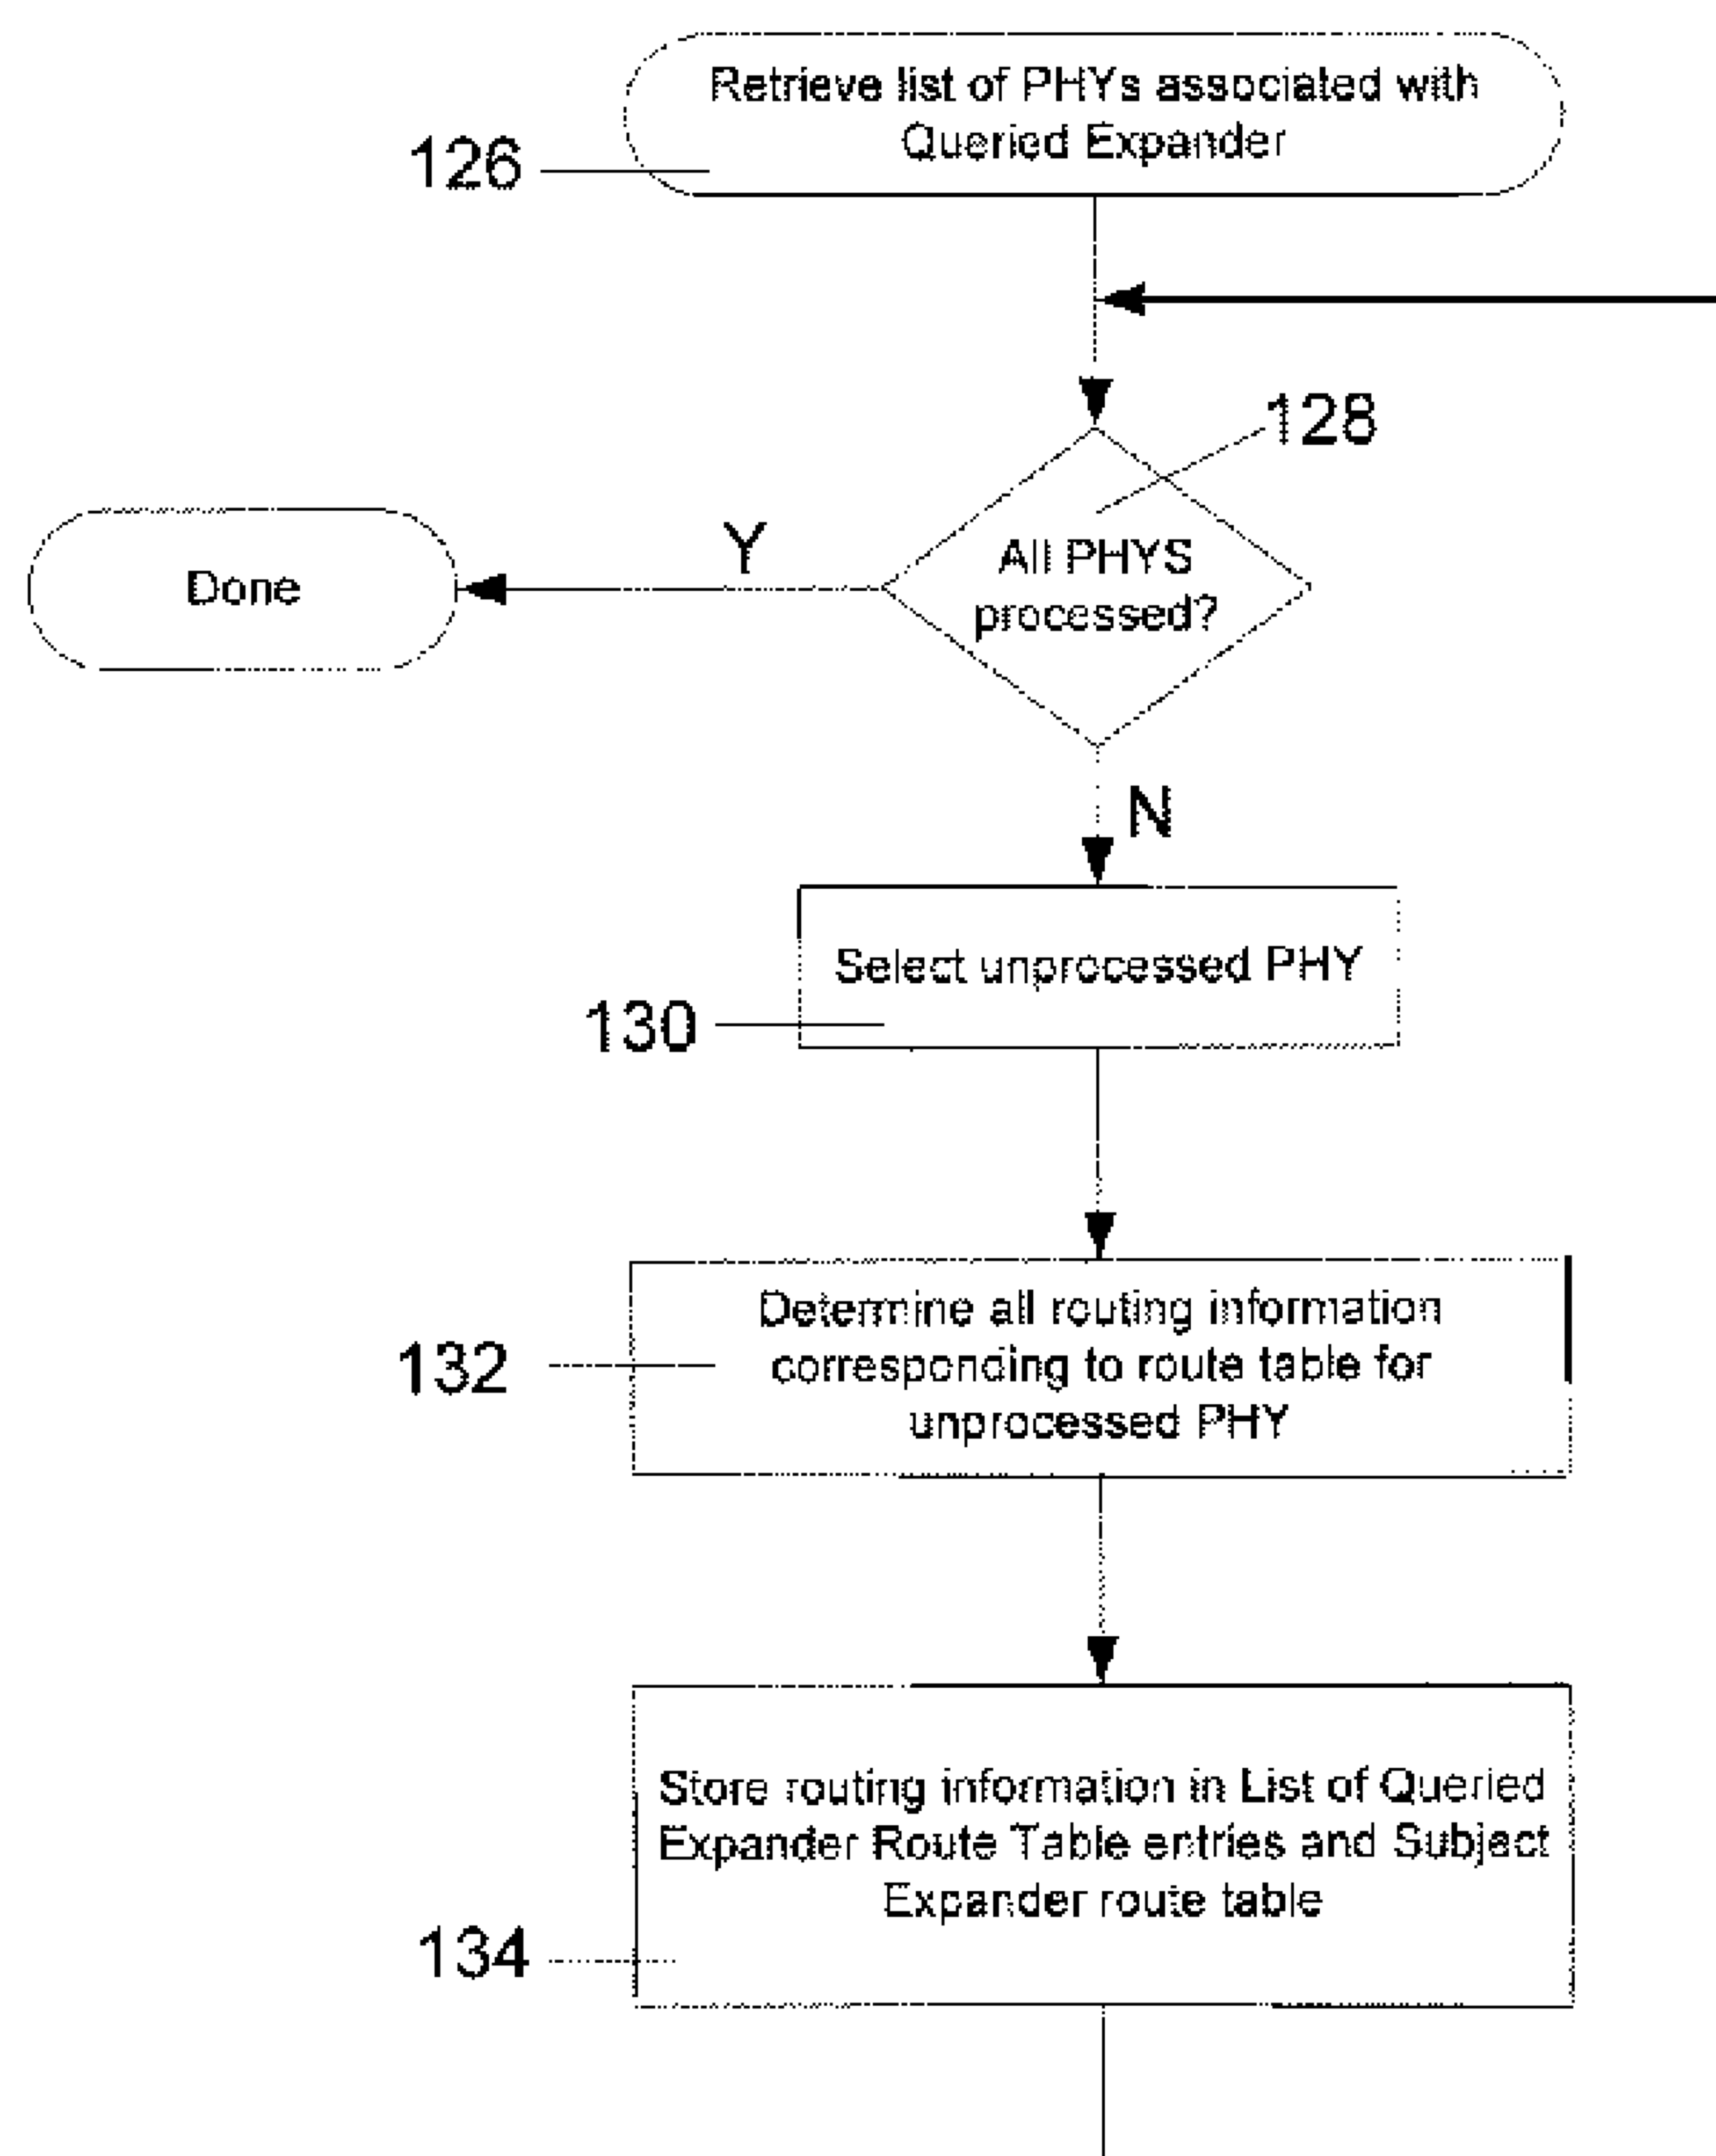 Retrieve list of PHYs associated with
Queried Expander
126
128
All PHYS
processed?
Y
Done
N
Select unprocessed PHY
130
Determine all routing information
corresponding to route table for
unprocessed PHY
132
Store routing information in List of Queried
Expander Route Table entries and Subject
Expander route table
134